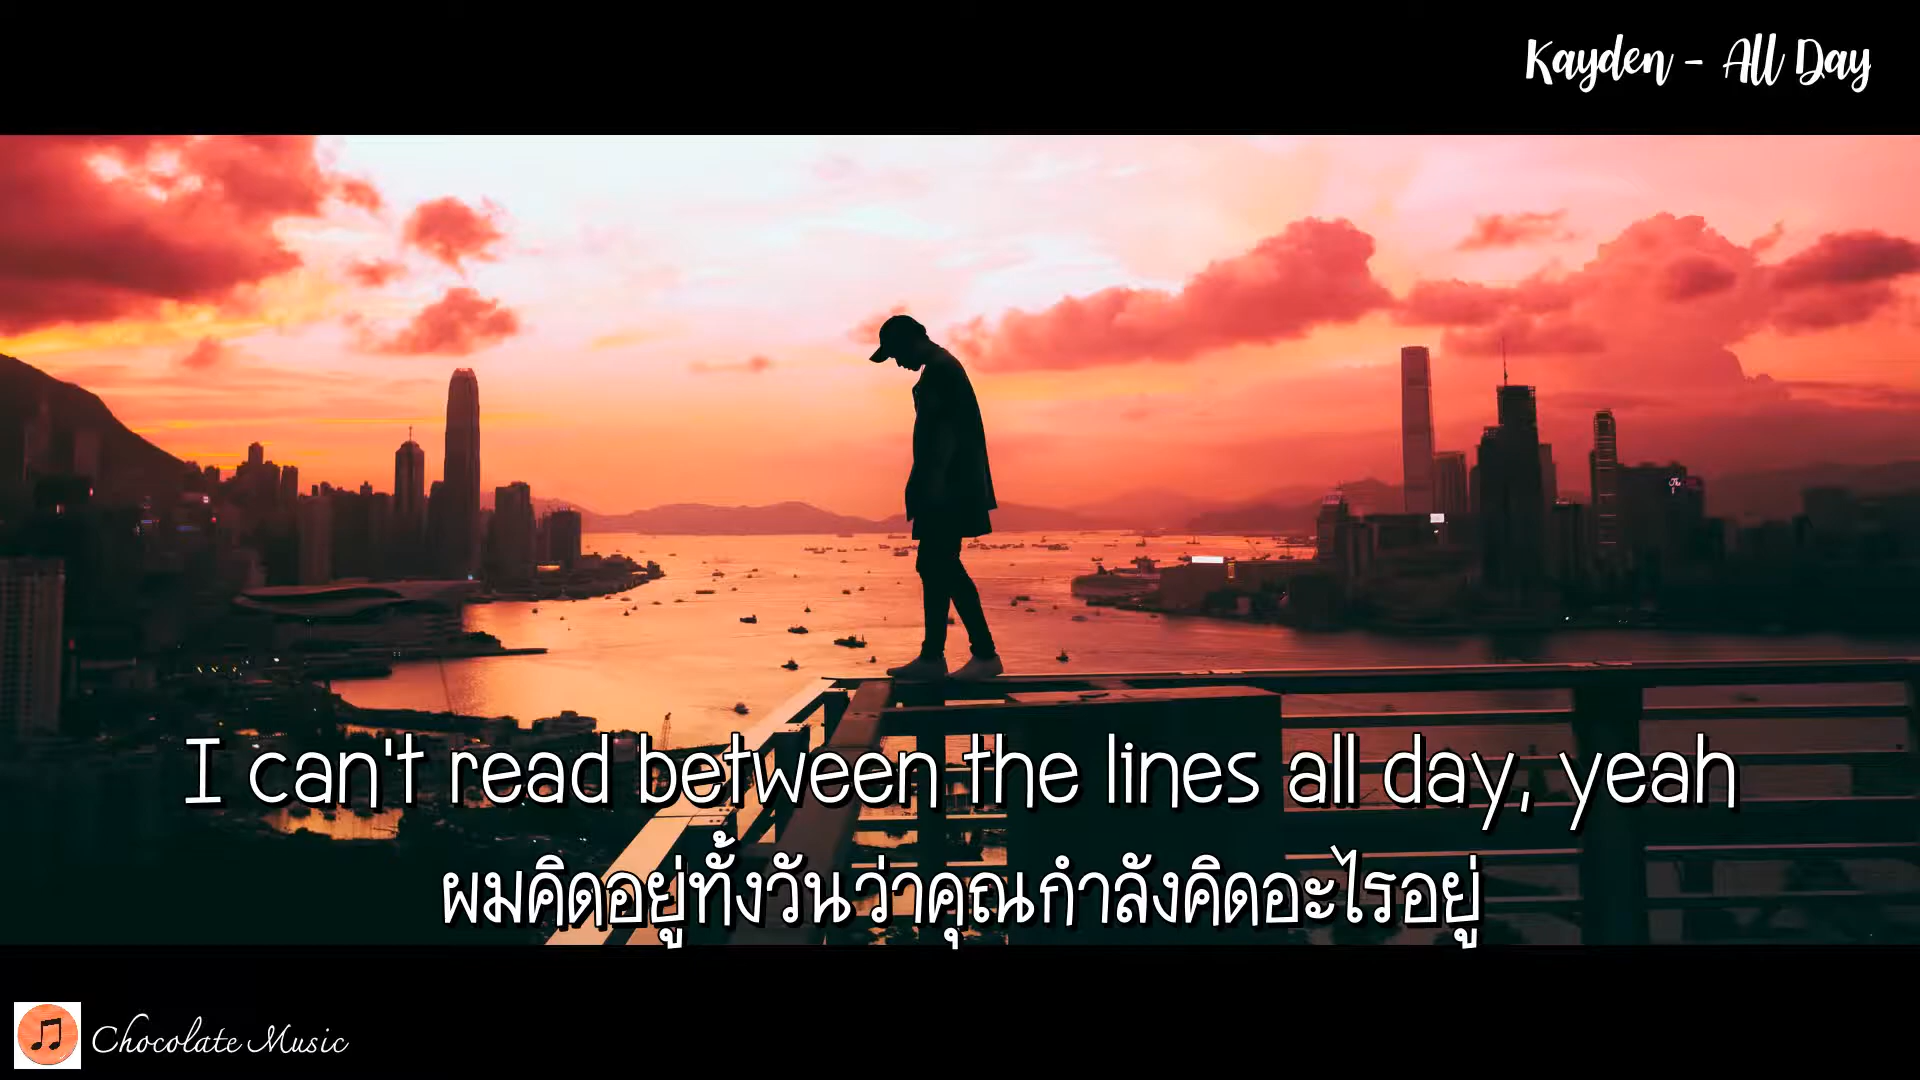 Kayden - All Day
I can't read between the lines all day, yeah
ผมคิดอยู่ทั้งวันว่าคุณกำลังคิดอะไรอยู่
Chocolate Music